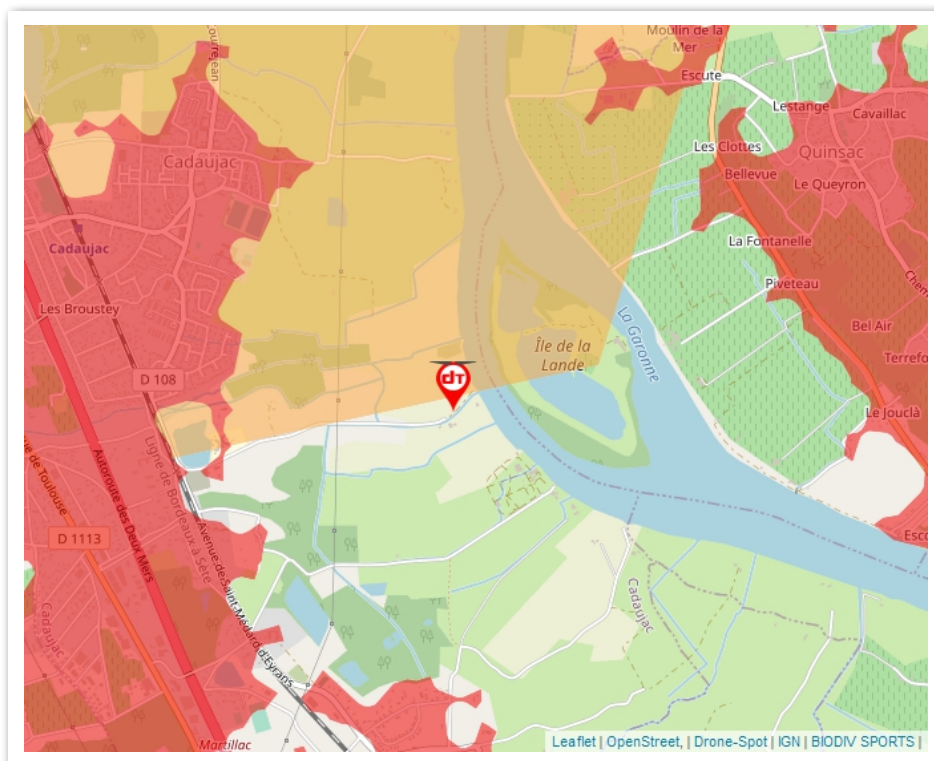 Moulin de la
Mer
Courrejean
Escute
Lestange
Cavaillac
Les Clottes
Quinsac
Cadaujac
Bellevue
Le Queyron
Cadaujac
La Fontanelle
Piveteau
Les Broustey
La Garonne
Bel Air
Île de la
Lande
D 108
dT
Le Jouclà
Ligne de Bordeaux à Sète
Autoroute des Deux Mers
D 1113
Avenue de Saint-Médard d'Eyrans
Cadaujac
Cadaujac
Martillac
Leaflet | OpenStreet, | Drone-Spot | IGN | BIODIV SPORTS |